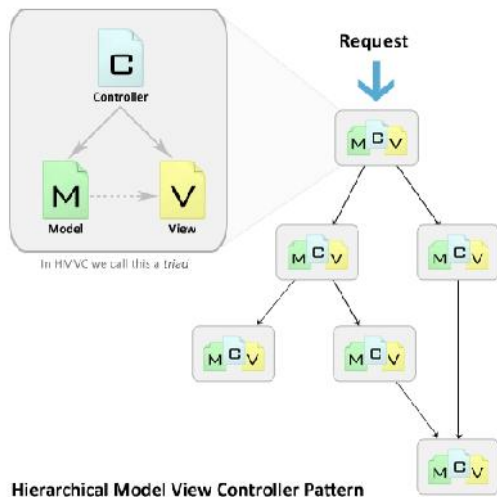 C
Controller
M
Model
V
View
In HMVC we call this a triad
Request
M C V
M C V
M C V
M C V
M C V
M C V
Hierarchical Model View Controller Pattern